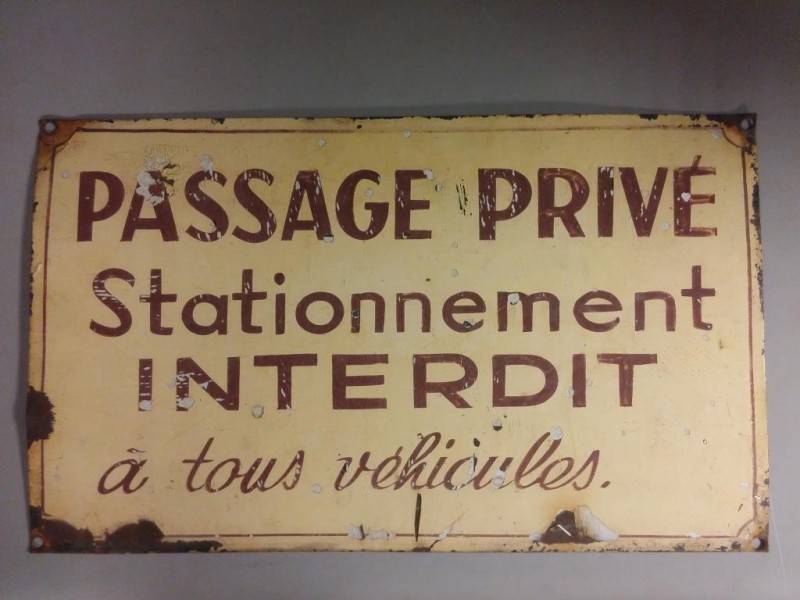 PASSAGE PRIVÉ
Stationnement
INTERDIT
à tous véhicules.